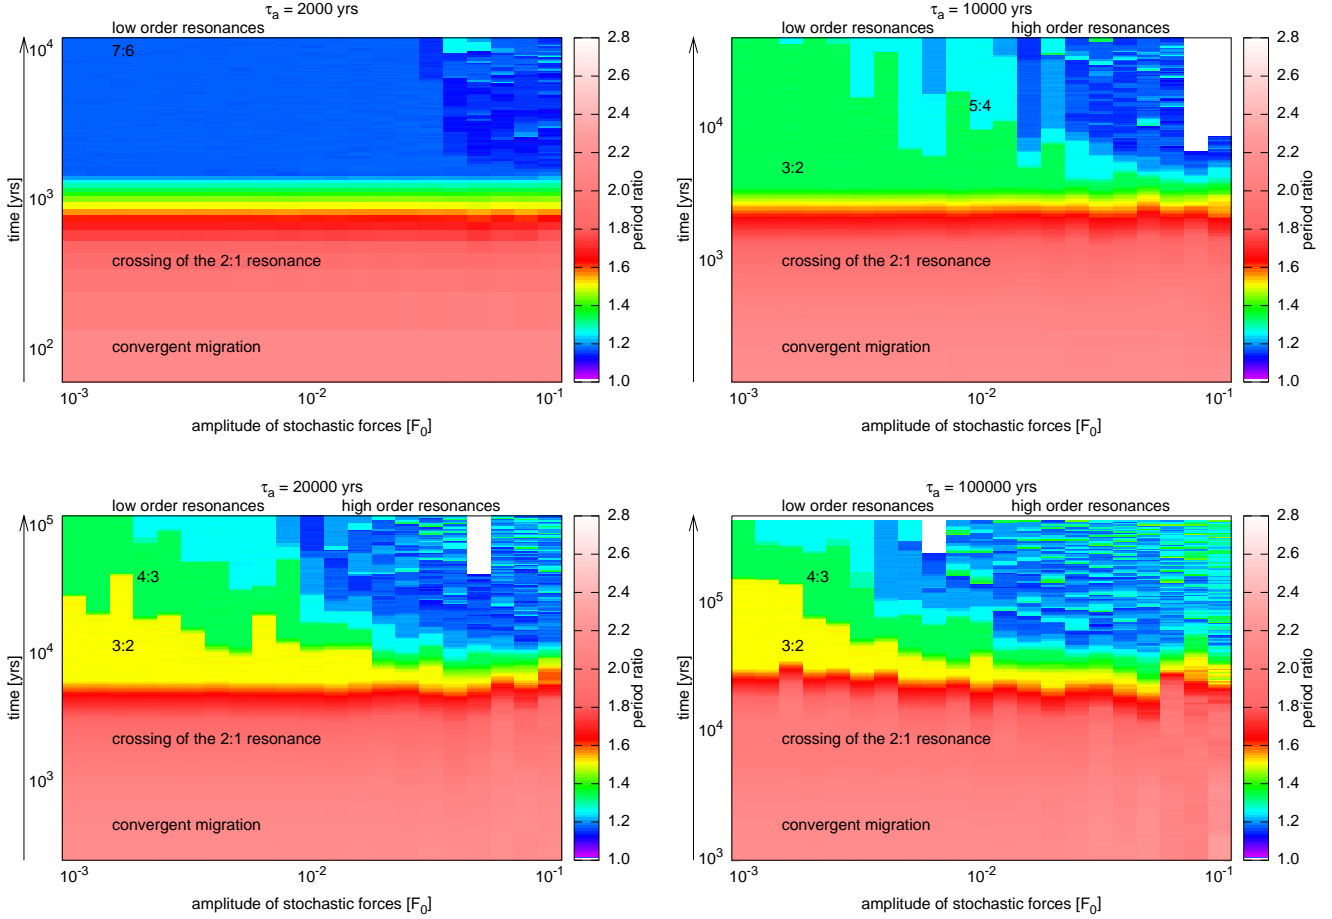 τa = 2000 yrs
low order resonances
7:6
crossing of the 2:1 resonance
convergent migration
time [yrs]
10^4
10^3
10^2
10^-3
10^-2
10^-1
amplitude of stochastic forces [F0]
2.8
2.6
2.4
2.2
2.0
1.8
1.6
1.4
1.2
1.0
period ratio
τa = 10000 yrs
low order resonances
high order resonances
5:4
3:2
crossing of the 2:1 resonance
convergent migration
time [yrs]
10^4
10^3
10^-3
10^-2
10^-1
amplitude of stochastic forces [F0]
2.8
2.6
2.4
2.2
2.0
1.8
1.6
1.4
1.2
1.0
period ratio
τa = 20000 yrs
low order resonances
high order resonances
4:3
3:2
crossing of the 2:1 resonance
convergent migration
time [yrs]
10^5
10^4
10^3
10^-3
10^-2
10^-1
amplitude of stochastic forces [F0]
2.8
2.6
2.4
2.2
2.0
1.8
1.6
1.4
1.2
1.0
period ratio
τa = 100000 yrs
low order resonances
high order resonances
4:3
3:2
crossing of the 2:1 resonance
convergent migration
time [yrs]
10^5
10^4
10^3
10^-3
10^-2
10^-1
amplitude of stochastic forces [F0]
2.8
2.6
2.4
2.2
2.0
1.8
1.6
1.4
1.2
1.0
period ratio